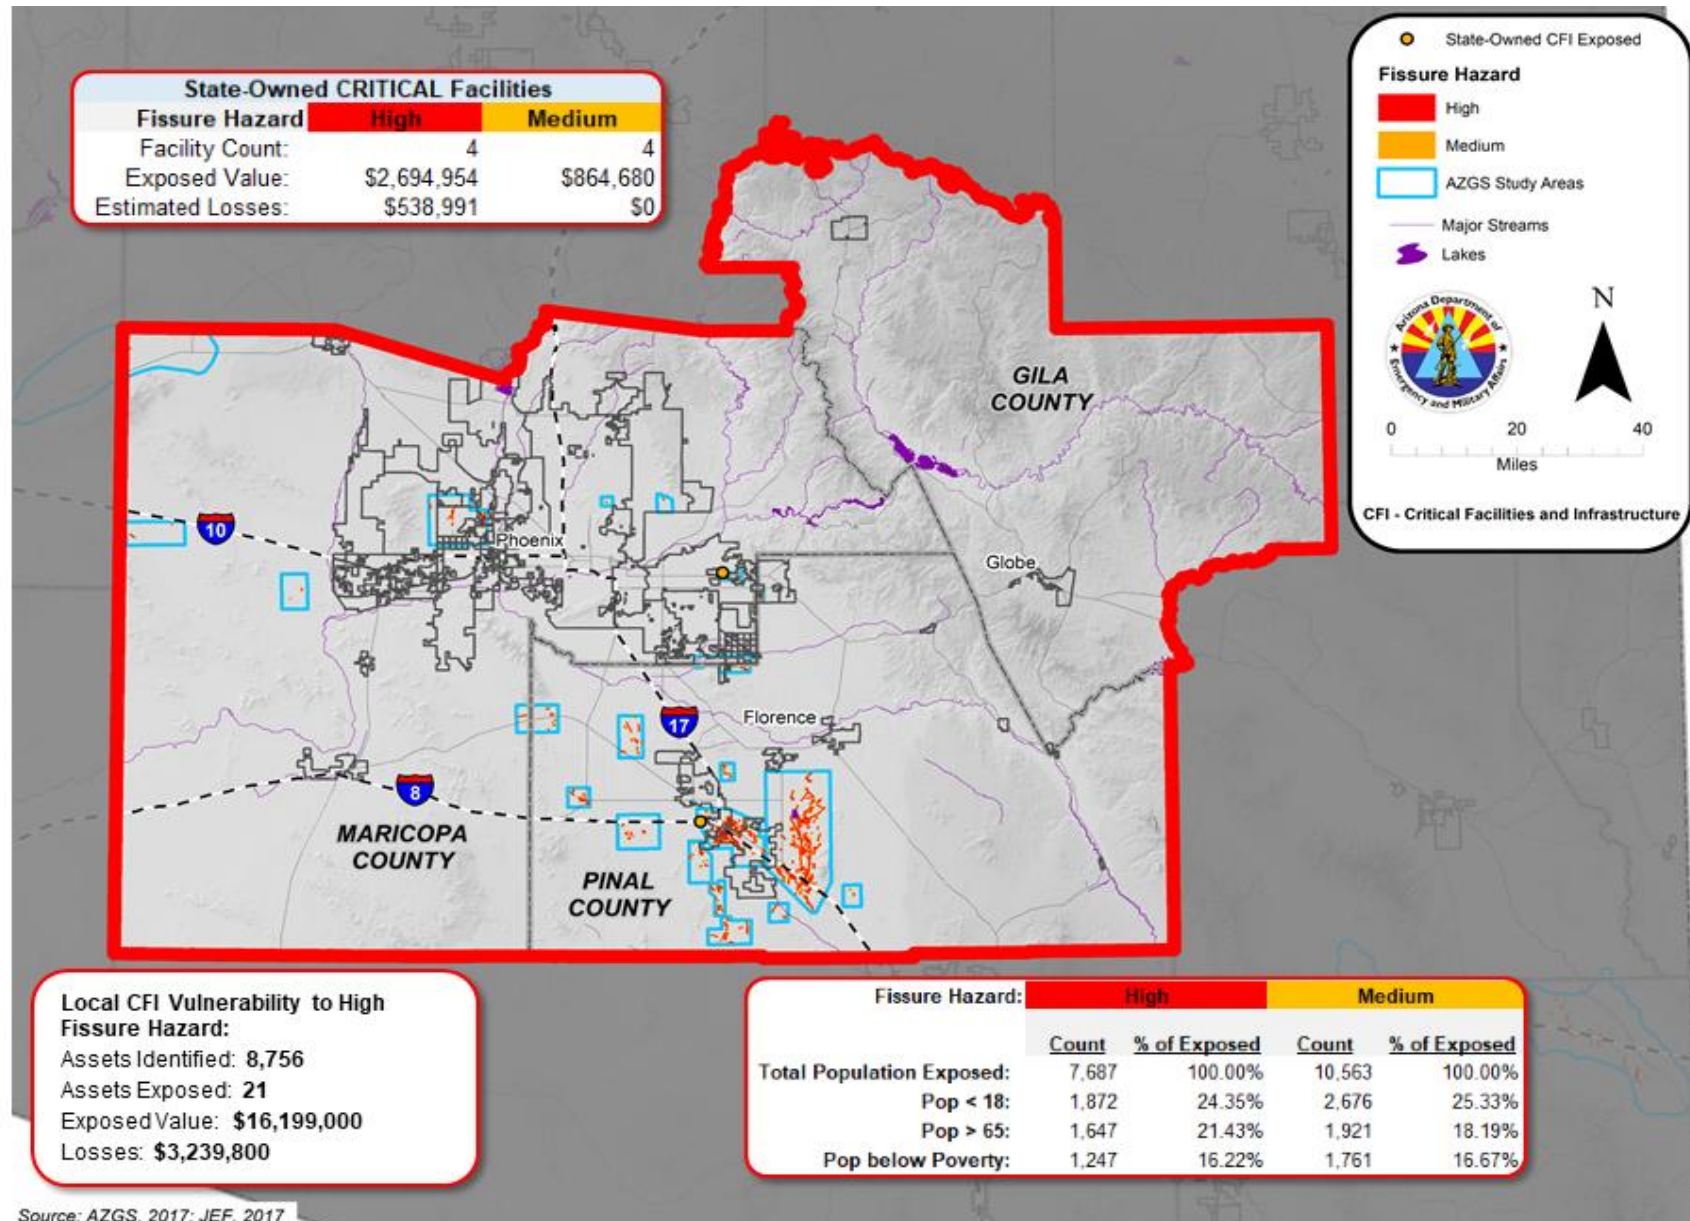 State-Owned CRITICAL Facilities
Fissure Hazard High Medium
Facility Count: 4 4
Exposed Value: $2,694,954 $864,680
Estimated Losses: $538,991 $0
State-Owned CFI Exposed
Fissure Hazard
High
Medium
AZGS Study Areas
Major Streams
Lakes
Arizona Department of
Emergency and Military Affairs
N
0 20 40
Miles
CFI - Critical Facilities and Infrastructure
GILA
COUNTY
10
Phoenix
Globe
17
Florence
8
MARICOPA
COUNTY
PINAL
COUNTY
Local CFI Vulnerability to High
Fissure Hazard:
Assets Identified: 8,756
Assets Exposed: 21
Exposed Value: $16,199,000
Losses: $3,239,800
Fissure Hazard: High Medium
Count % of Exposed Count % of Exposed
Total Population Exposed: 7,687 100.00% 10,563 100.00%
Pop < 18: 1,872 24.35% 2,676 25.33%
Pop > 65: 1,647 21.43% 1,921 18.19%
Pop below Poverty: 1,247 16.22% 1,761 16.67%
Source: AZGS, 2017; JEF, 2017